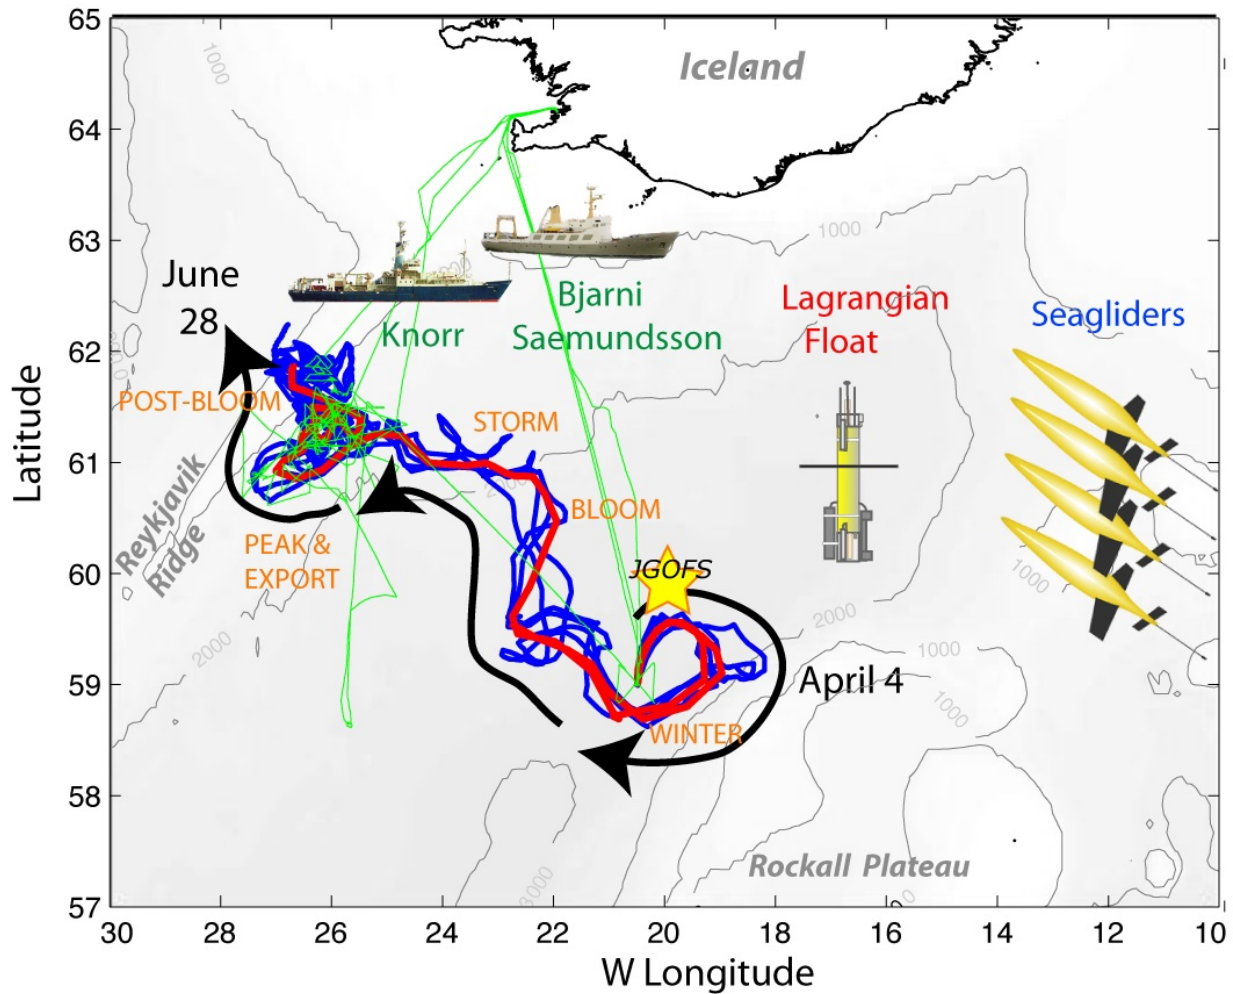 65
64
63
62
61
60
59
58
57
Latitude
30
28
26
24
22
20
18
16
14
12
10
W Longitude
Iceland
1000
1000
June
28
Knorr
Bjarni
Saemundsson
Lagrangian
Float
Seagliders
POST-BLOOM
STORM
BLOOM
Reykjavik
Ridge
PEAK &
EXPORT
JGOFS
1000
2000
2000
1000
1000
April 4
WINTER
3000
Rockall Plateau